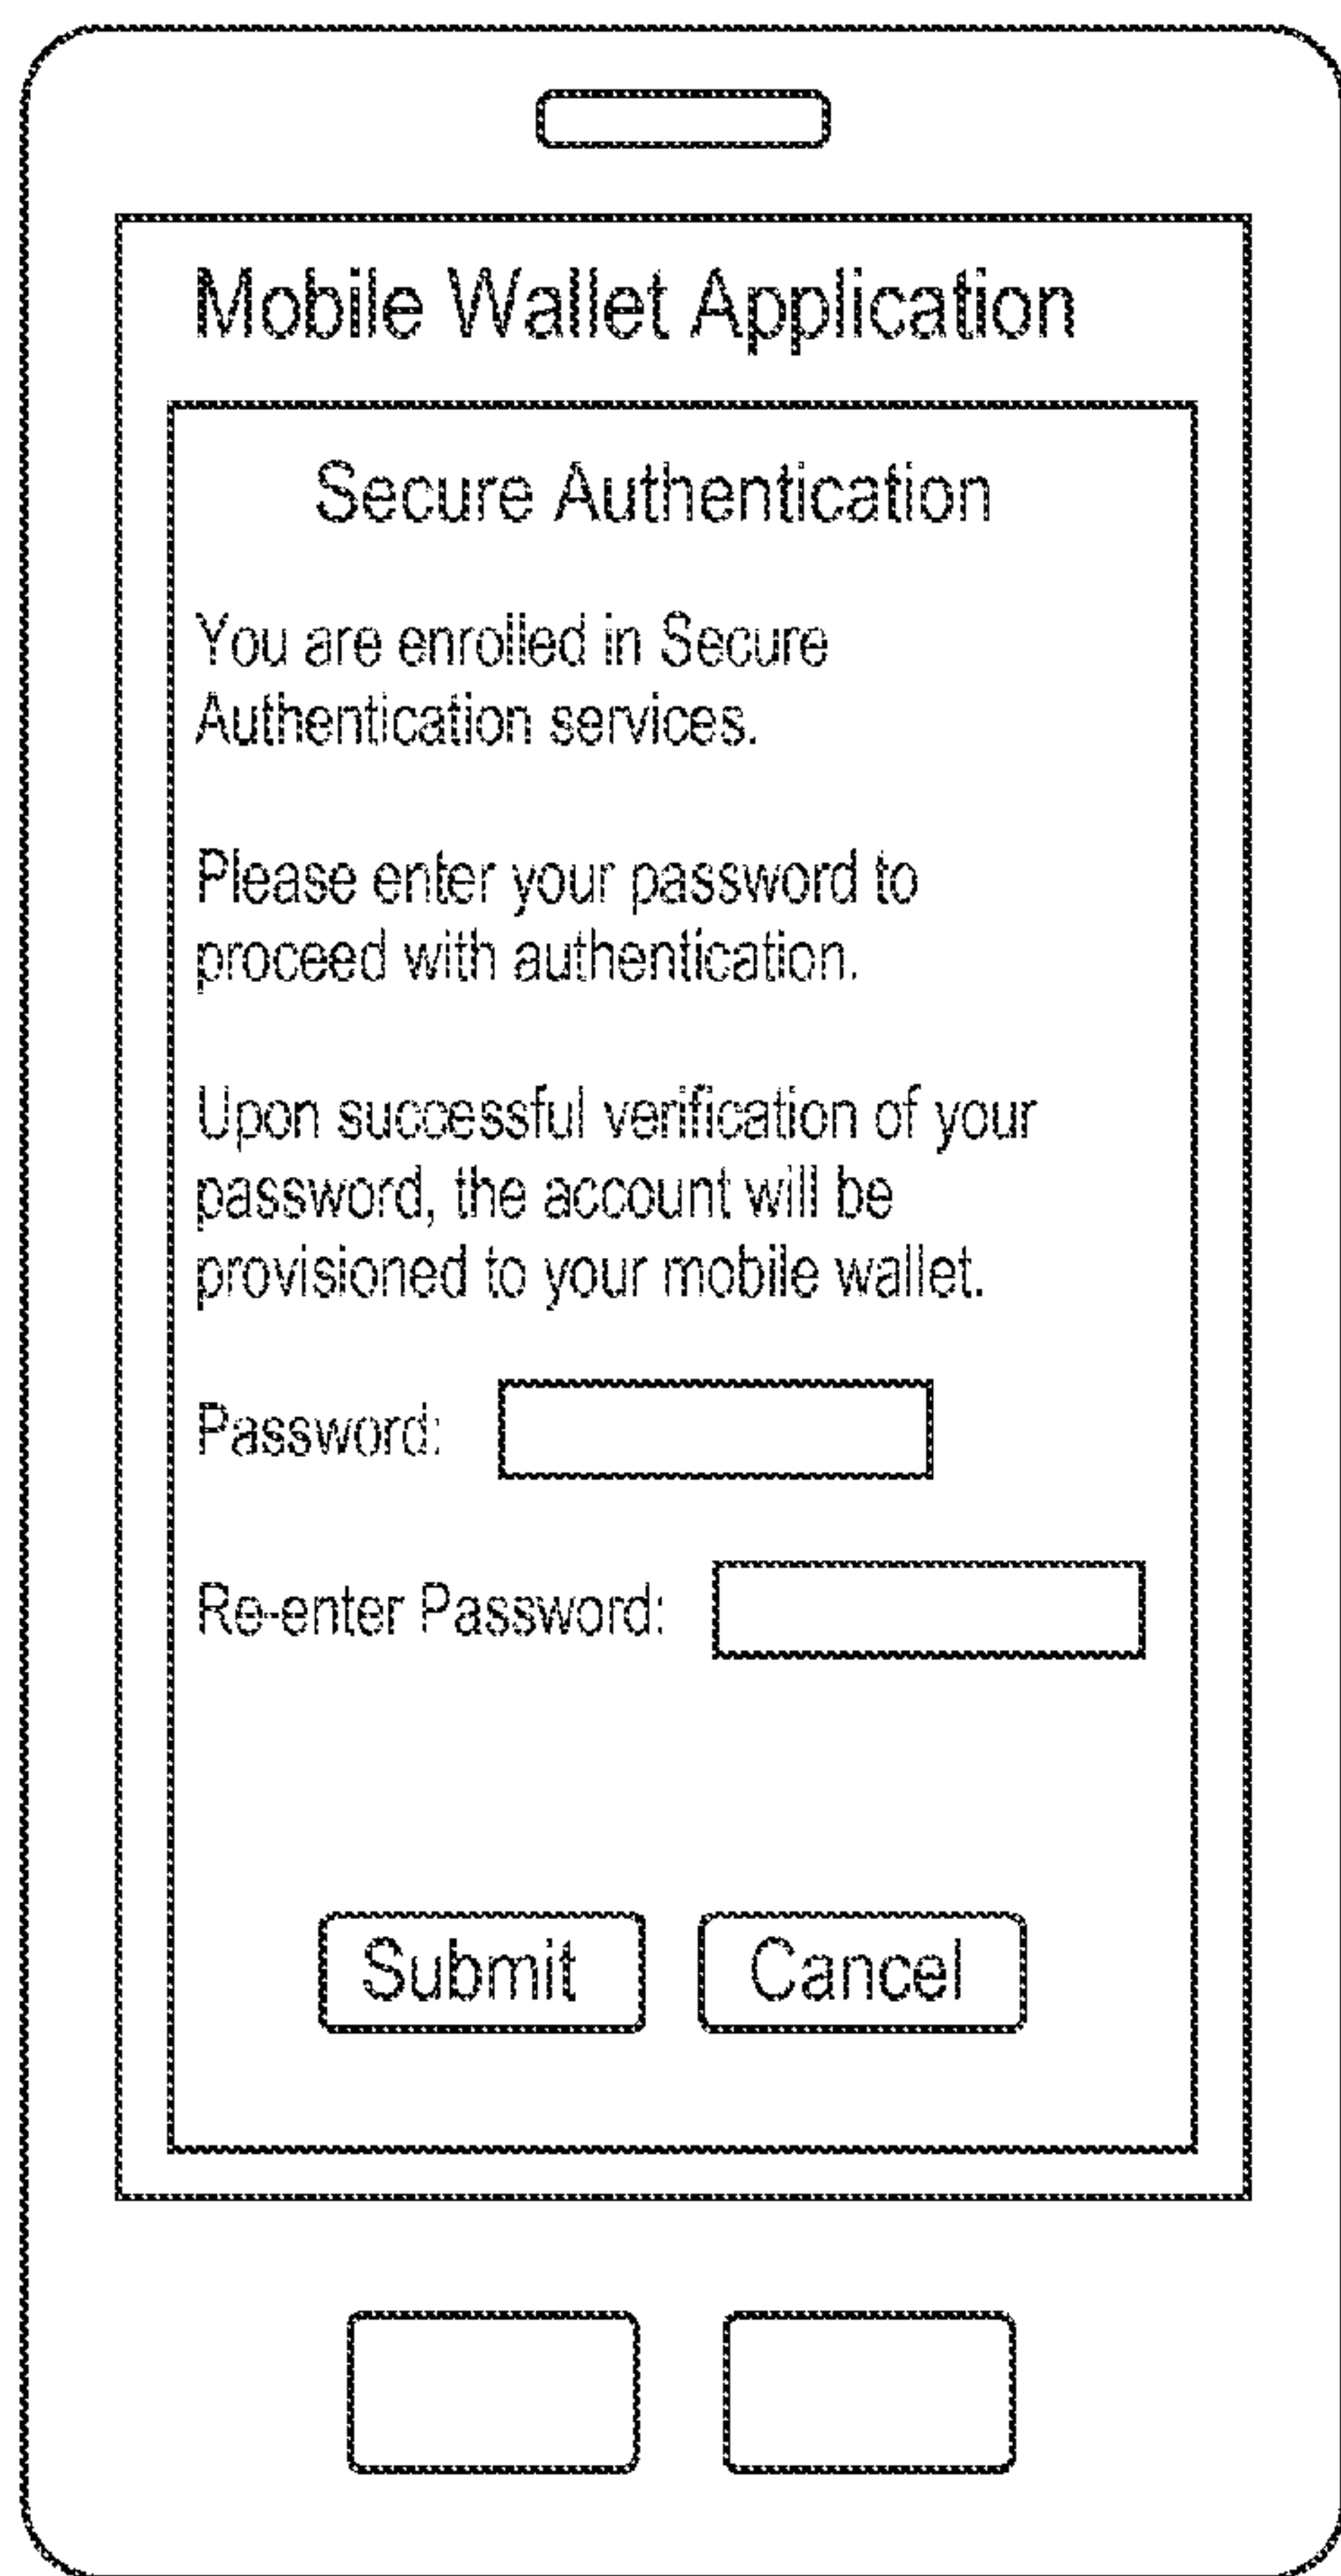 Mobile Wallet Application
Secure Authentication
You are enrolled in Secure
Authentication services.
Please enter your password to
proceed with authentication.
Upon successful verification of your
password, the account will be
provisioned to your mobile wallet.
Password:
Re-enter Password:
Submit Cancel